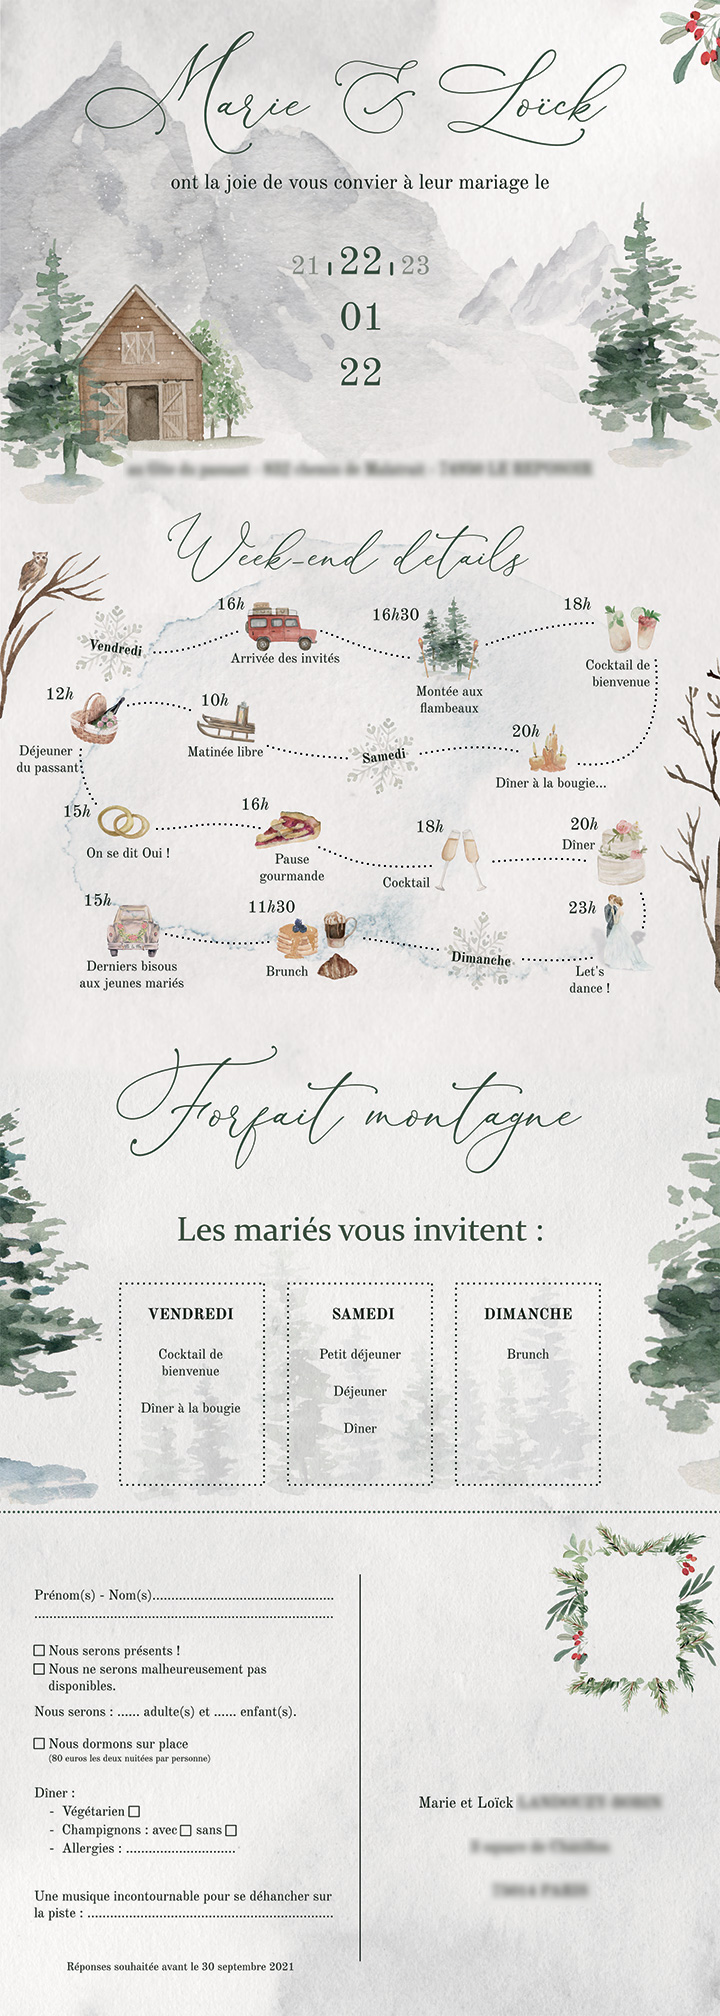 Marie & Loïck
ont la joie de vous convier à leur mariage le
21 22 23
01
22
Week-end details
Vendredi
16h
Arrivée des invités
16h30
Montée aux
flambeaux
18h
Cocktail de
bienvenue
20h
Dîner à la bougie...
Samedi
10h
Matinée libre
12h
Déjeuner
du passant
15h
On se dit Oui !
16h
Pause
gourmande
18h
Cocktail
20h
Dîner
23h
Let's
dance !
Dimanche
11h30
Brunch
15h
Derniers bisous
aux jeunes mariés
Forfait montagne
Les mariés vous invitent :
VENDREDI
Cocktail de
bienvenue
Dîner à la bougie
SAMEDI
Petit déjeuner
Déjeuner
Dîner
DIMANCHE
Brunch
Prénom(s) - Nom(s)..................................................
....................................................................................
Nous serons présents !
Nous ne serons malheureusement pas
disponibles.
Nous serons : ...... adulte(s) et ...... enfant(s).
Nous dormons sur place
(80 euros les deux nuitées par personne)
Dîner :
- Végétarien
- Champignons : avec sans
- Allergies : ..............................
Une musique incontournable pour se déhancher sur
la piste : ....................................................................
Réponses souhaitée avant le 30 septembre 2021
Marie et Loïck